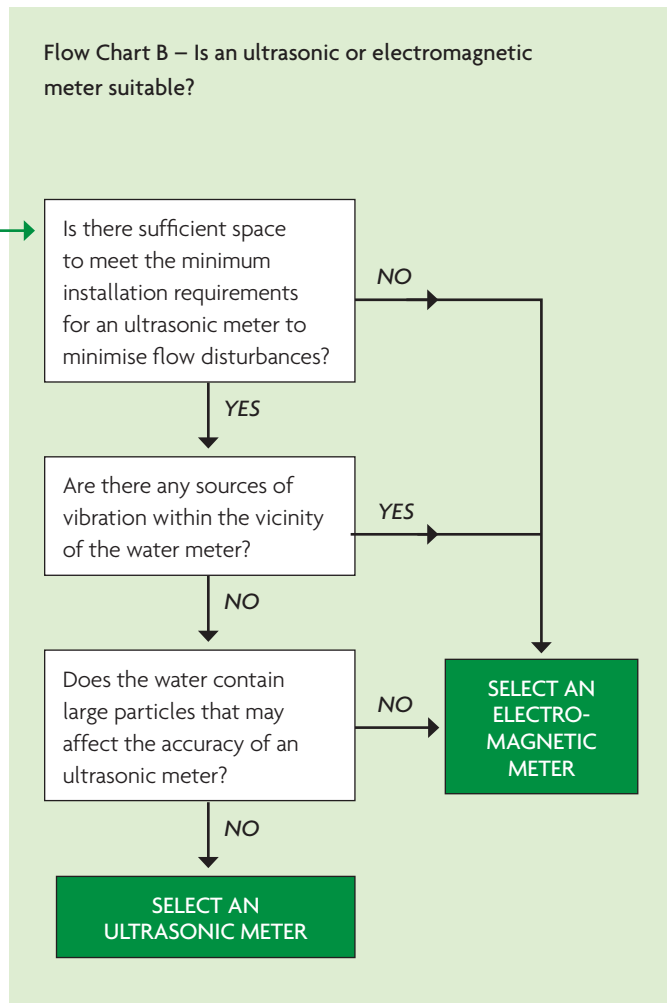 Flow Chart B – Is an ultrasonic or electromagnetic
meter suitable?
Is there sufficient space
to meet the minimum
installation requirements
for an ultrasonic meter to
minimise flow disturbances?
NO
YES
Are there any sources of
vibration within the vicinity
of the water meter?
YES
NO
Does the water contain
large particles that may
affect the accuracy of an
ultrasonic meter?
NO
SELECT AN
ELECTRO-
MAGNETIC
METER
NO
SELECT AN
ULTRASONIC METER